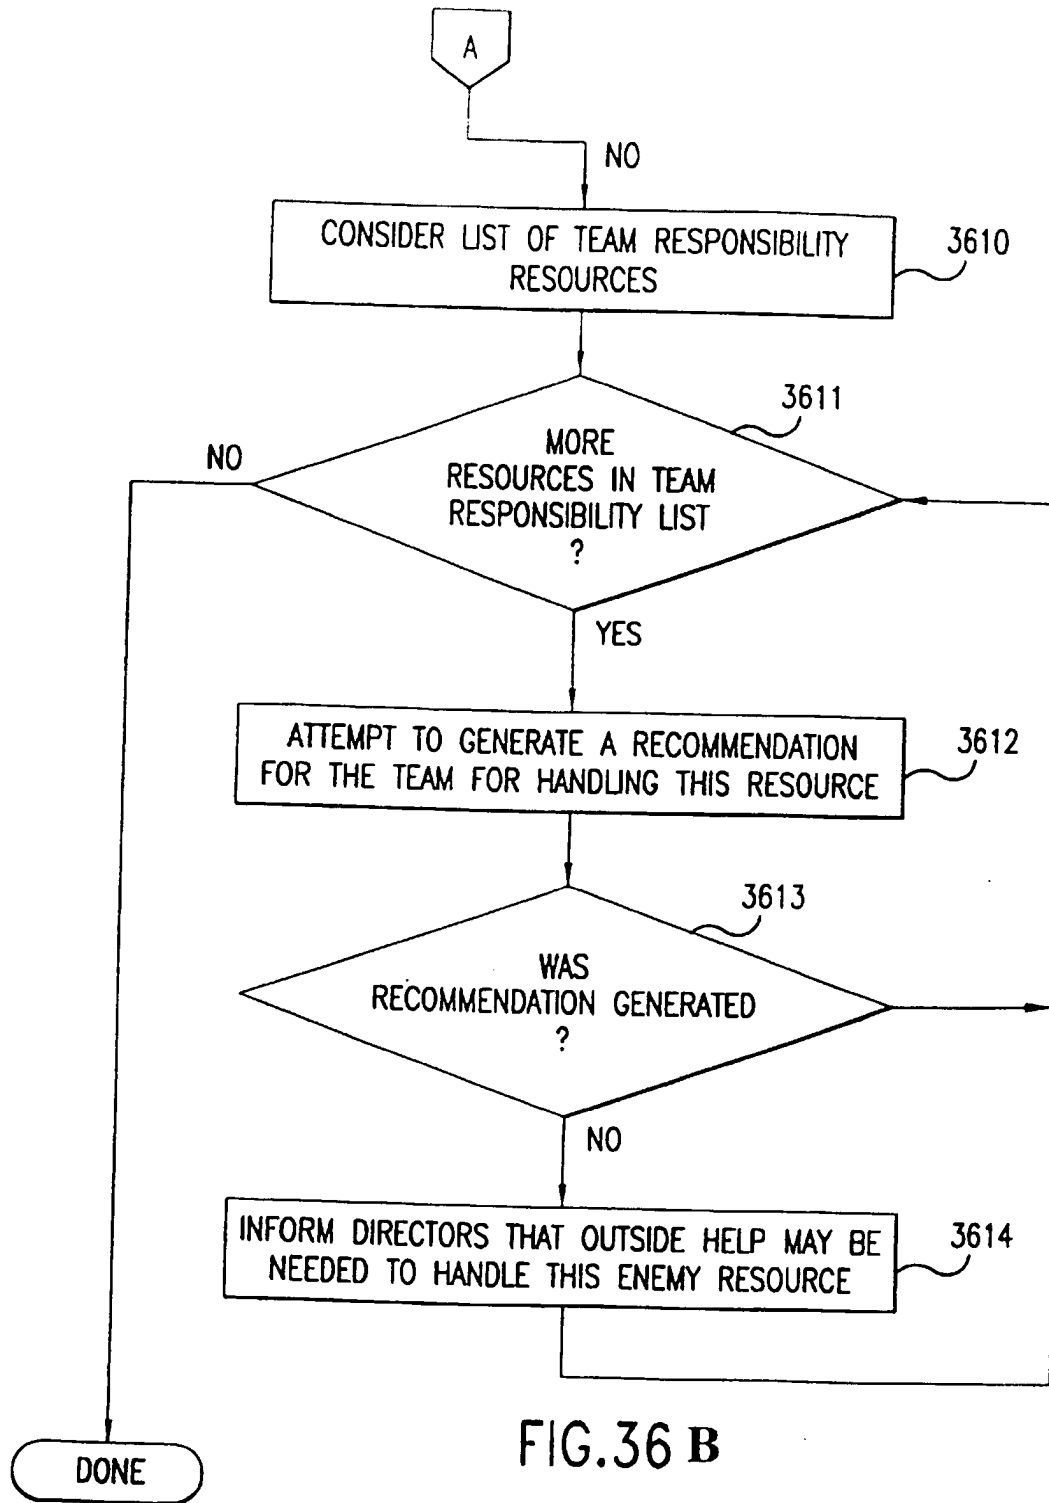 A
NO
CONSIDER LIST OF TEAM RESPONSIBILITY
RESOURCES
3610
3611
MORE
RESOURCES IN TEAM
RESPONSIBILITY LIST
?
NO
YES
ATTEMPT TO GENERATE A RECOMMENDATION
FOR THE TEAM FOR HANDLING THIS RESOURCE
3612
3613
WAS
RECOMMENDATION GENERATED
?
NO
INFORM DIRECTORS THAT OUTSIDE HELP MAY BE
NEEDED TO HANDLE THIS ENEMY RESOURCE
3614
DONE
FIG.36 B